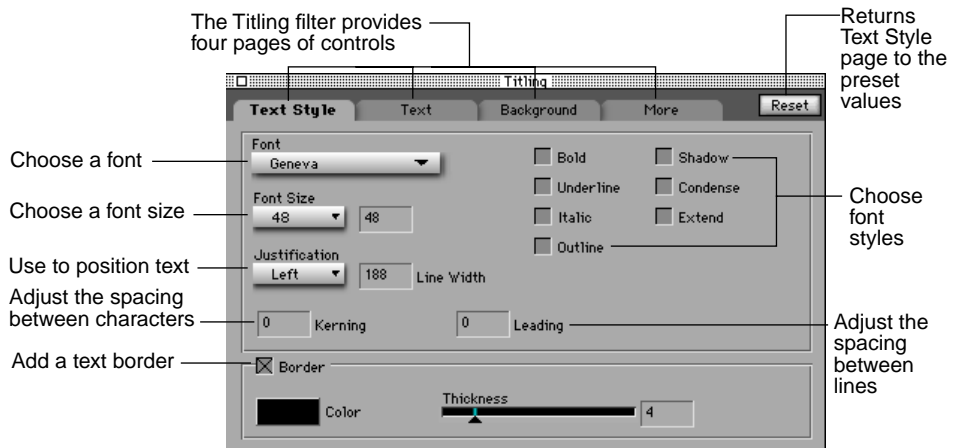 The Titling filter provides
four pages of controls
Returns
Text Style
page to the
preset
values
Titling
Text Style
Text
Background
More
Reset
Choose a font
Font
Geneva
Bold
Shadow
Underline
Condense
Choose a font size
Font Size
48
48
Italic
Extend
Choose
font
styles
Outline
Use to position text
Justification
Left
188
Line Width
Adjust the spacing
between characters
0
Kerning
0
Leading
Adjust the
spacing
between
lines
Add a text border
Border
Color
Thickness
4